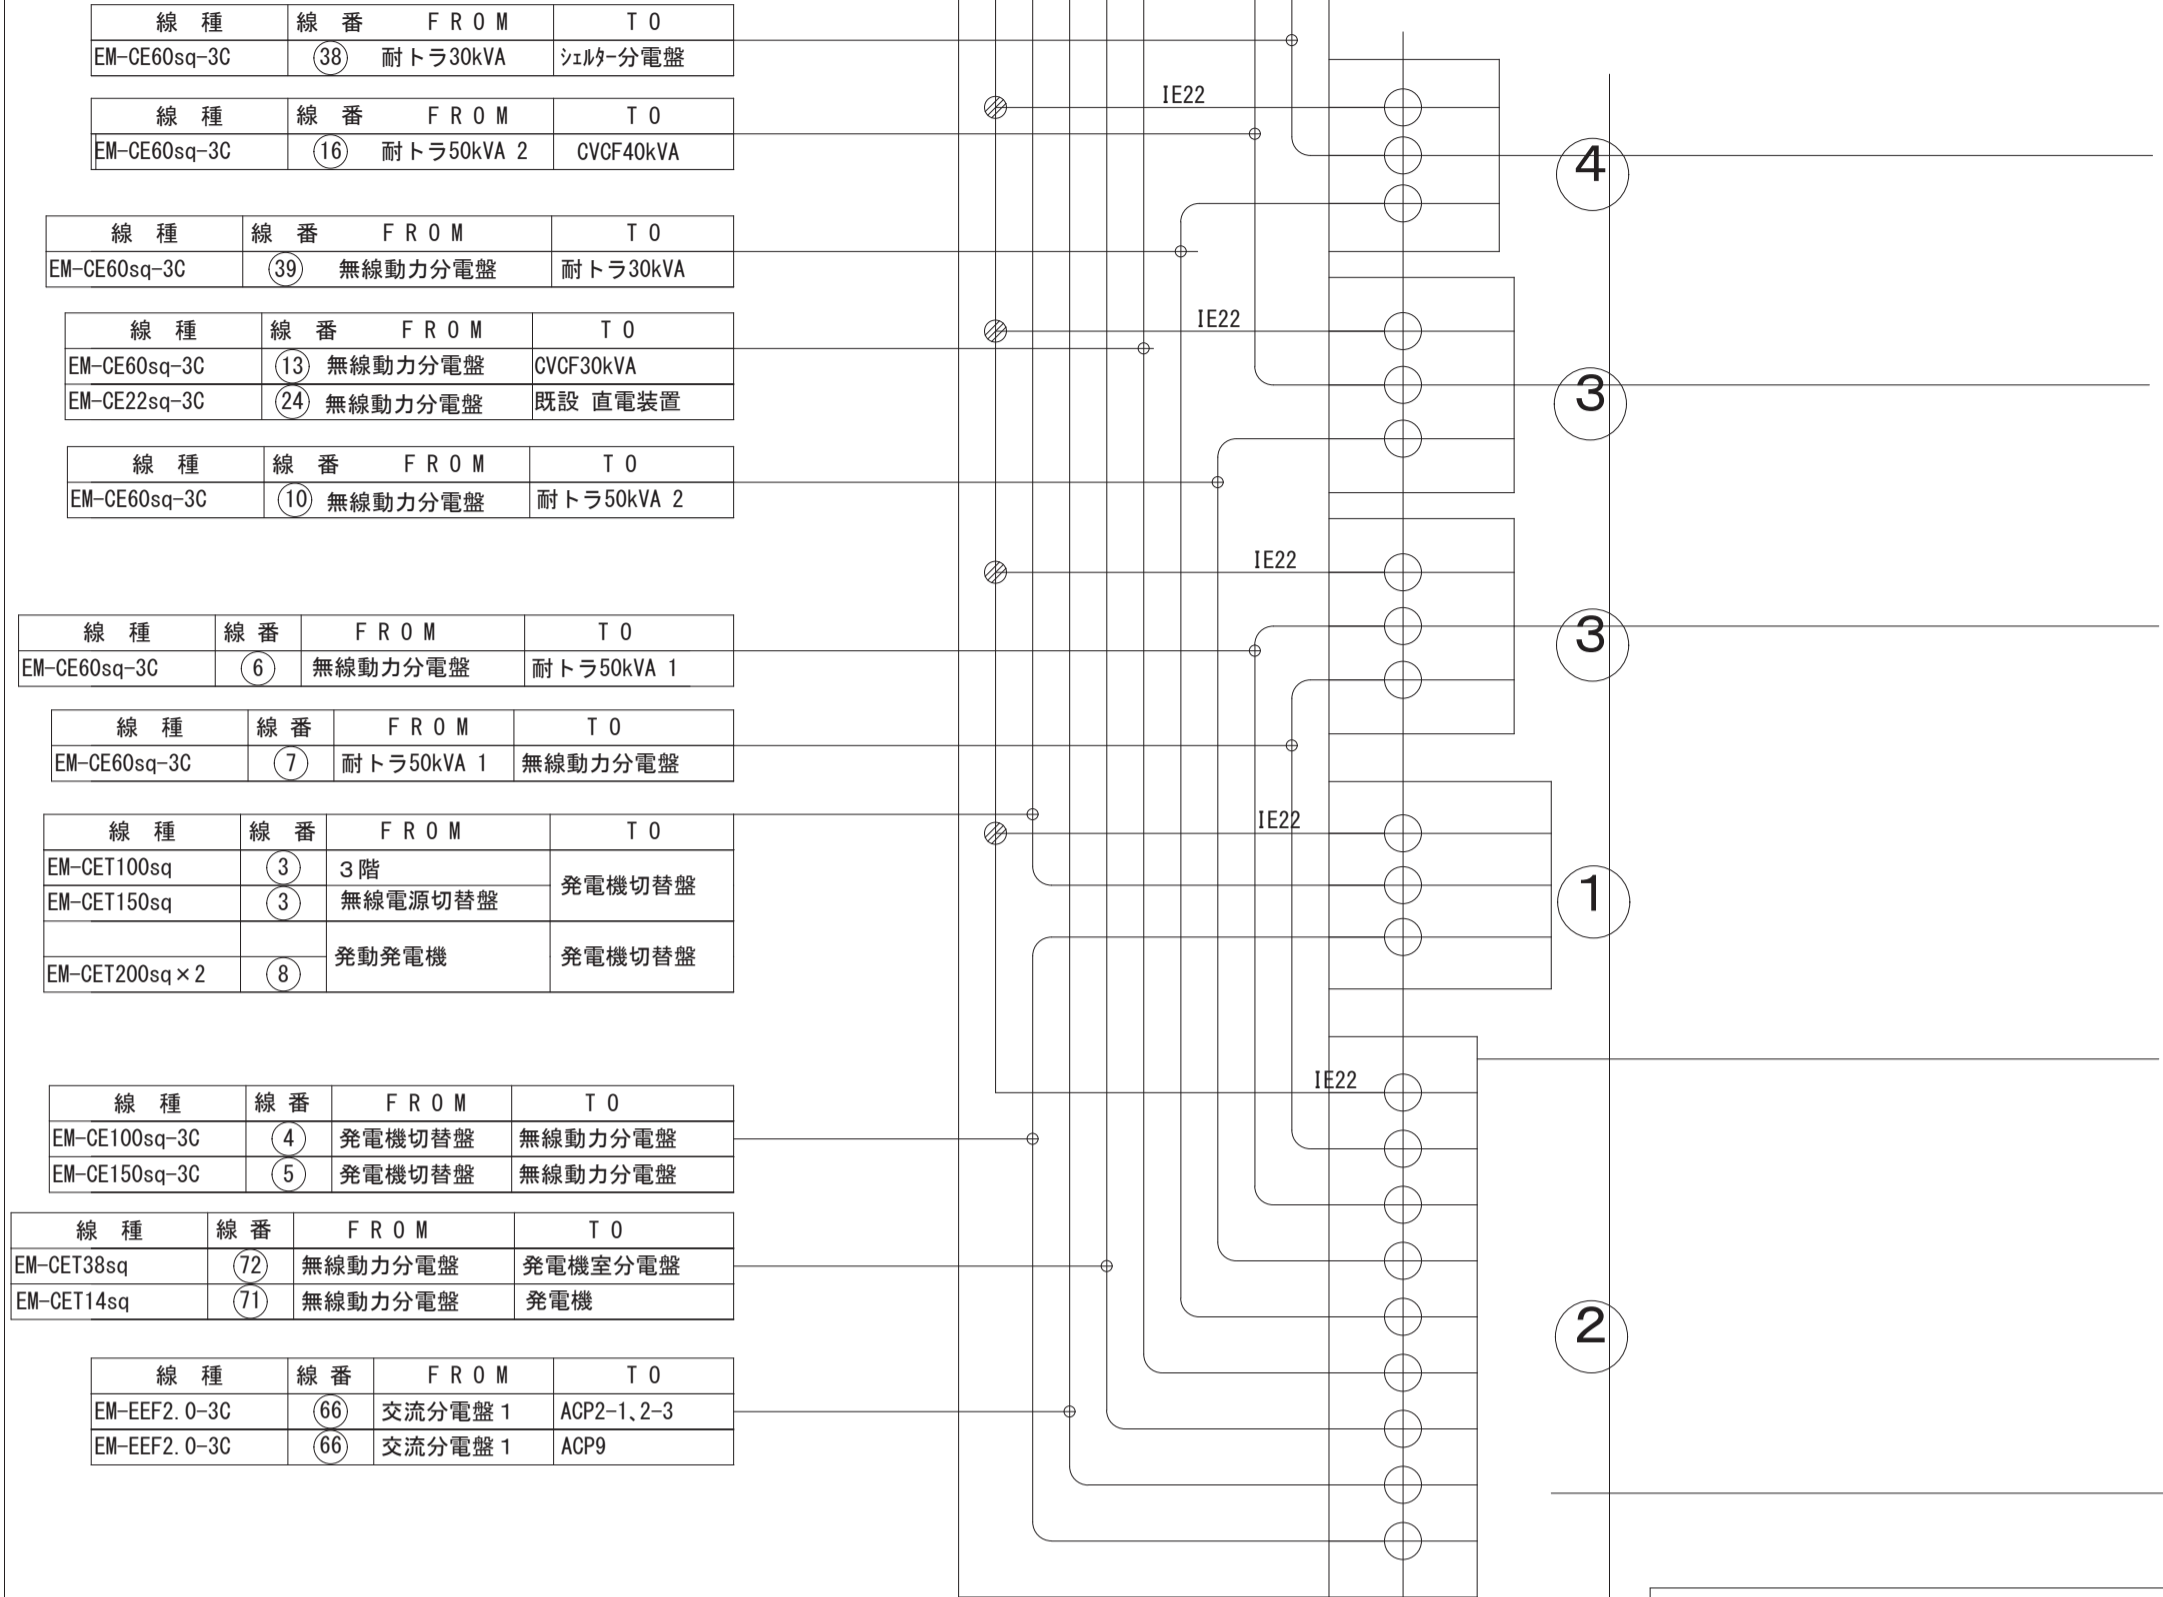 線 種 線 番 FROM TO
EM-CE60sq-3C 38 耐トラ30kVA シェルター分電盤
線 種 線 番 FROM TO
EM-CE60sq-3C 16 耐トラ50kVA 2 CVCF40kVA
線 種 線 番 FROM TO
EM-CE60sq-3C 39 無線動力分電盤 耐トラ30kVA
線 種 線 番 FROM TO
EM-CE60sq-3C 13 無線動力分電盤 CVCF30kVA
EM-CE22sq-3C 24 無線動力分電盤 既設 直電装置
線 種 線 番 FROM TO
EM-CE60sq-3C 10 無線動力分電盤 耐トラ50kVA 2
線 種 線 番 FROM TO
EM-CE60sq-3C 6 無線動力分電盤 耐トラ50kVA 1
線 種 線 番 FROM TO
EM-CE60sq-3C 7 耐トラ50kVA 1 無線動力分電盤
線 種 線 番 FROM TO
EM-CET100sq 3 3階
発電機切替盤
EM-CET150sq 3 無線電源切替盤
発動発電機 発電機切替盤
EM-CET200sq×2 8
線 種 線 番 FROM TO
EM-CE100sq-3C 4 発電機切替盤 無線動力分電盤
EM-CE150sq-3C 5 発電機切替盤 無線動力分電盤
線 種 線 番 FROM TO
EM-CET38sq 72 無線動力分電盤 発電機室分電盤
EM-CET14sq 71 無線動力分電盤 発電機
線 種 線 番 FROM TO
EM-EEF2.0-3C 66 交流分電盤1 ACP2-1、2-3
EM-EEF2.0-3C 66 交流分電盤1 ACP9
IE22
4
IE22
3
IE22
3
IE22
1
IE22
2